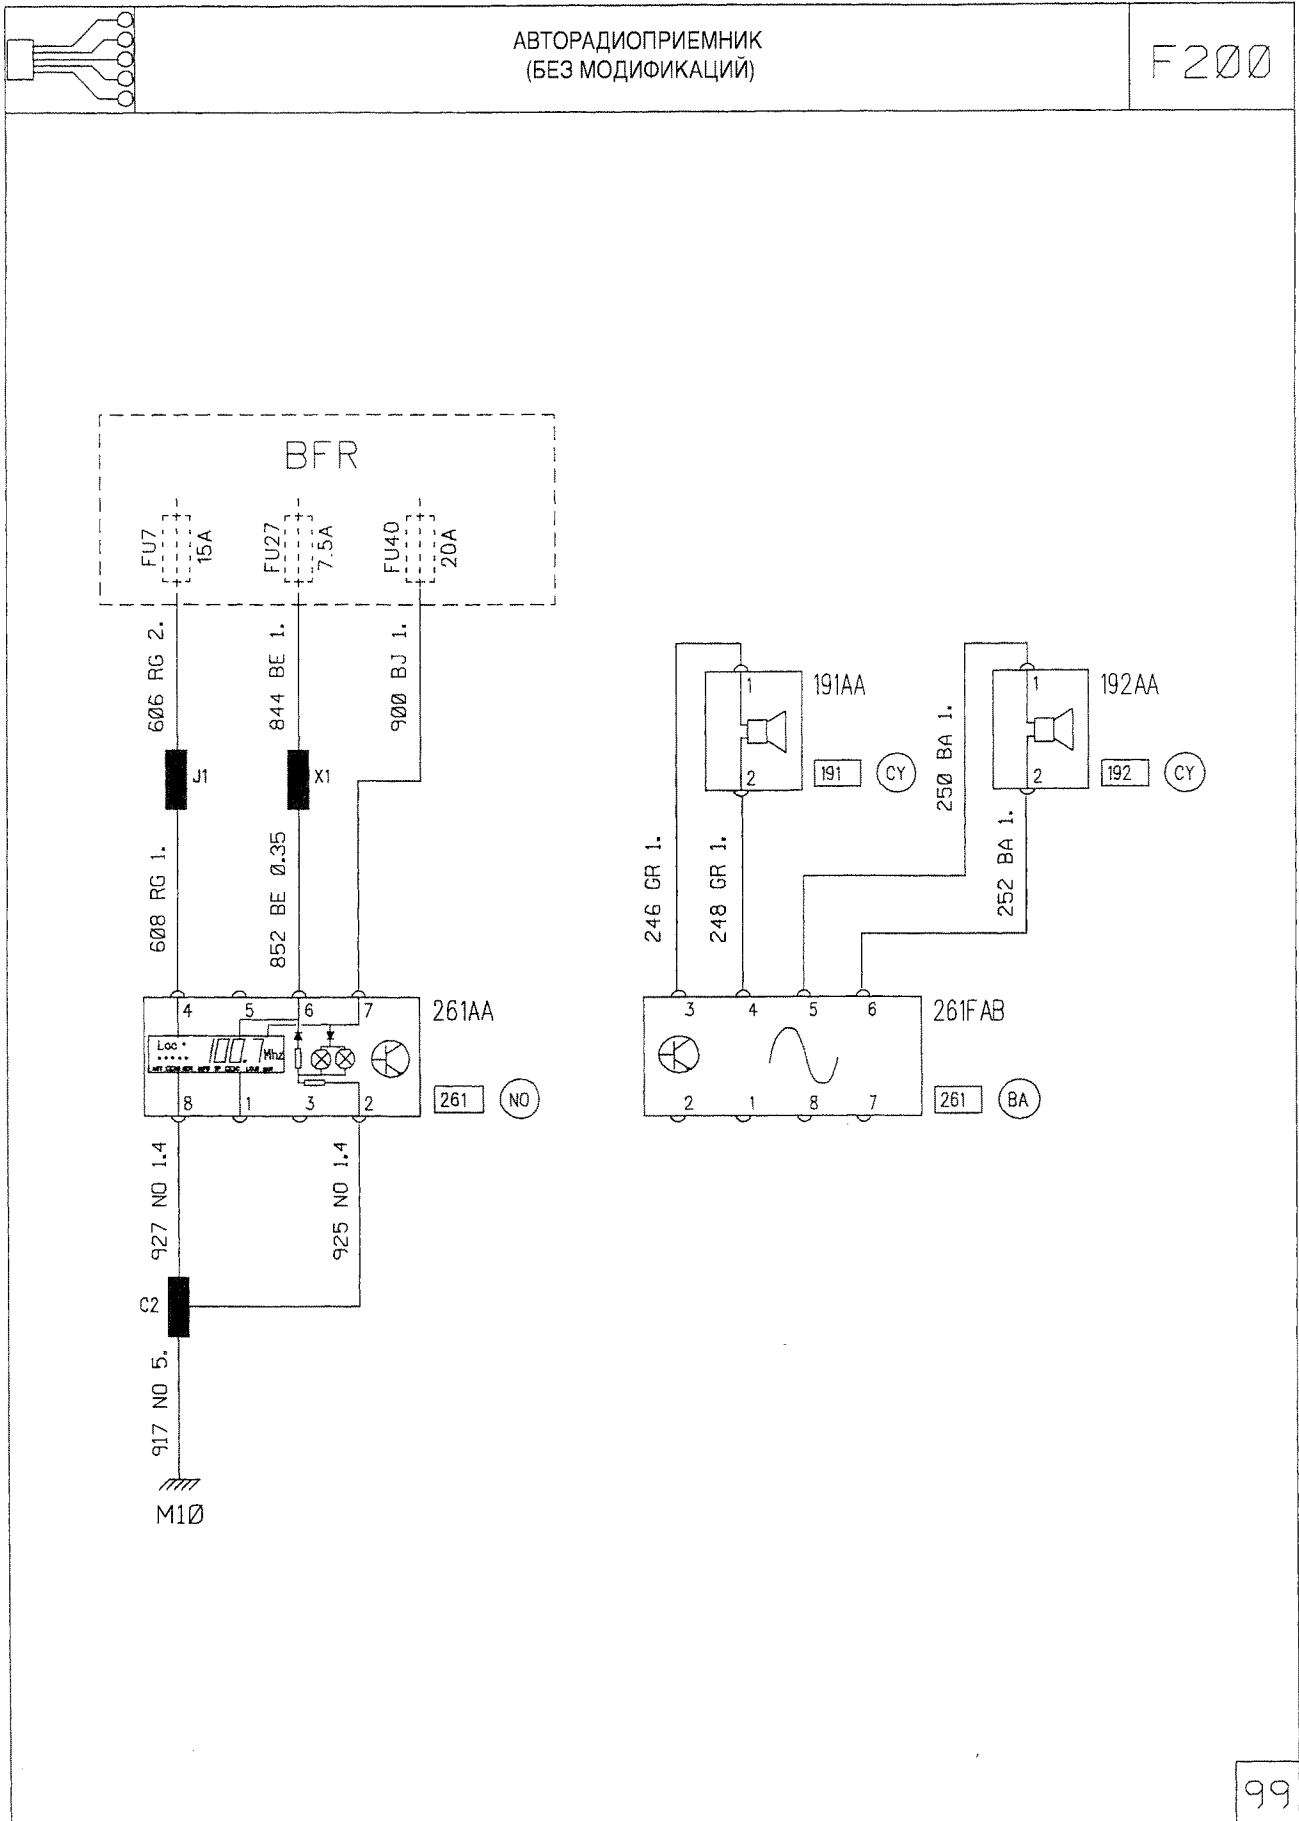 АВТОРАДИОПРИЕМНИК
(БЕЗ МОДИФИКАЦИЙ)
F200
BFR
FU7
15A
FU27
7.5A
FU40
20A
606 RG 2.
844 BE 1.
900 BJ 1.
J1
X1
608 RG 1.
852 BE 0.35
4
5
6
7
261AA
Loc
100.7
Mhz
8
1
3
2
261
NO
927 NO 1.4
925 NO 1.4
C2
917 NO 5.
M10
1
191AA
2
191
CY
1
192AA
2
192
CY
250 BA 1.
246 GR 1.
248 GR 1.
252 BA 1.
3
4
5
6
261FAB
2
1
8
7
261
BA
99